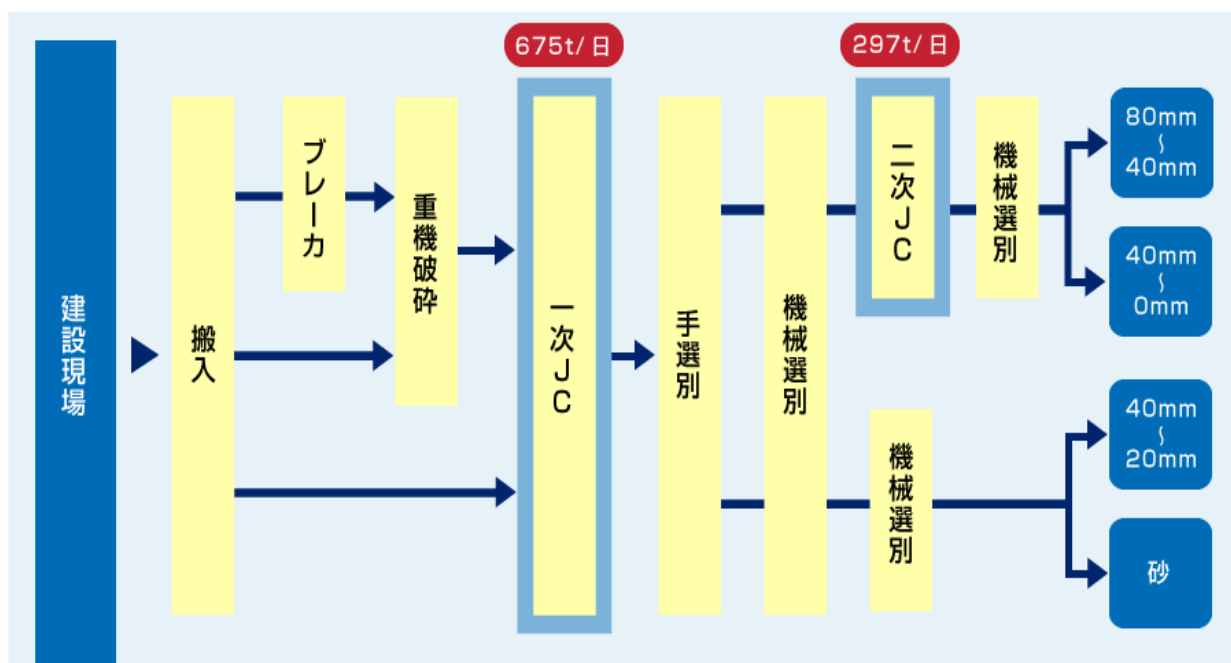 675t/日
297t/日
建設現場
搬入
ブレーカ
重機破砕
一次JC
手選別
機械選別
二次JC
機械選別
機械選別
80mm
〜
40mm
40mm
〜
0mm
40mm
〜
20mm
砂